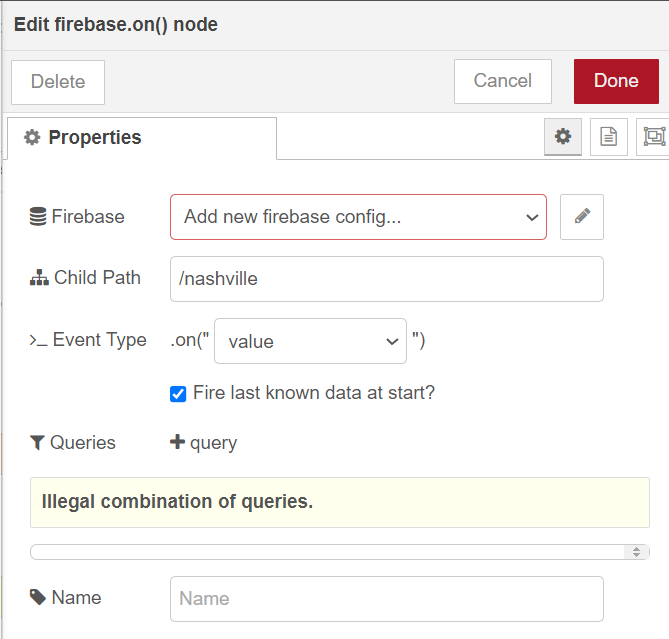 Edit firebase.on() node
Delete
Cancel
Done
Properties
Firebase
Add new firebase config...
Child Path
/nashville
Event Type
.on("
value
")
Fire last known data at start?
Queries
query
Illegal combination of queries.
Name
Name